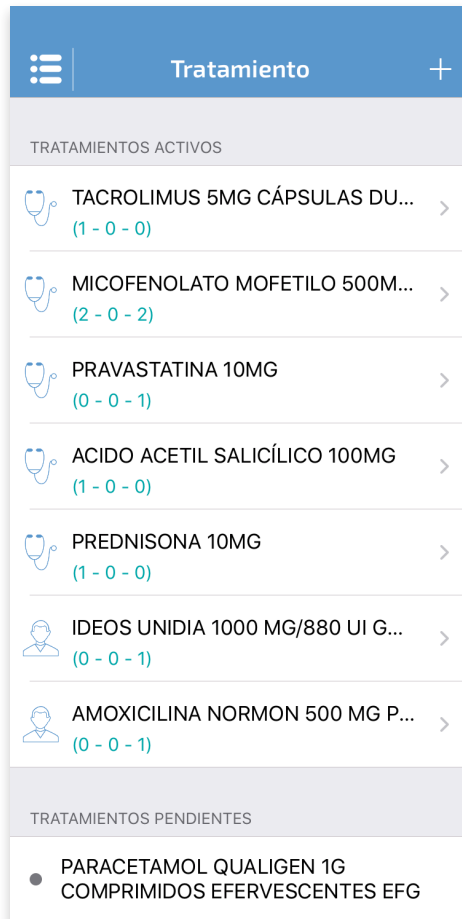 Tratamiento
TRATAMIENTOS ACTIVOS
TACROLIMUS 5MG CÁPSULAS DU...
(1 - 0 - 0)
MICOFENOLATO MOFETILO 500M...
(2 - 0 - 2)
PRAVASTATINA 10MG
(0 - 0 - 1)
ACIDO ACETIL SALICÍLICO 100MG
(1 - 0 - 0)
PREDNISONA 10MG
(1 - 0 - 0)
IDEOS UNIDIA 1000 MG/880 UI G...
(0 - 0 - 1)
AMOXICILINA NORMON 500 MG P...
(0 - 0 - 1)
TRATAMIENTOS PENDIENTES
PARACETAMOL QUALIGEN 1G
COMPRIMIDOS EFERVESCENTES EFG